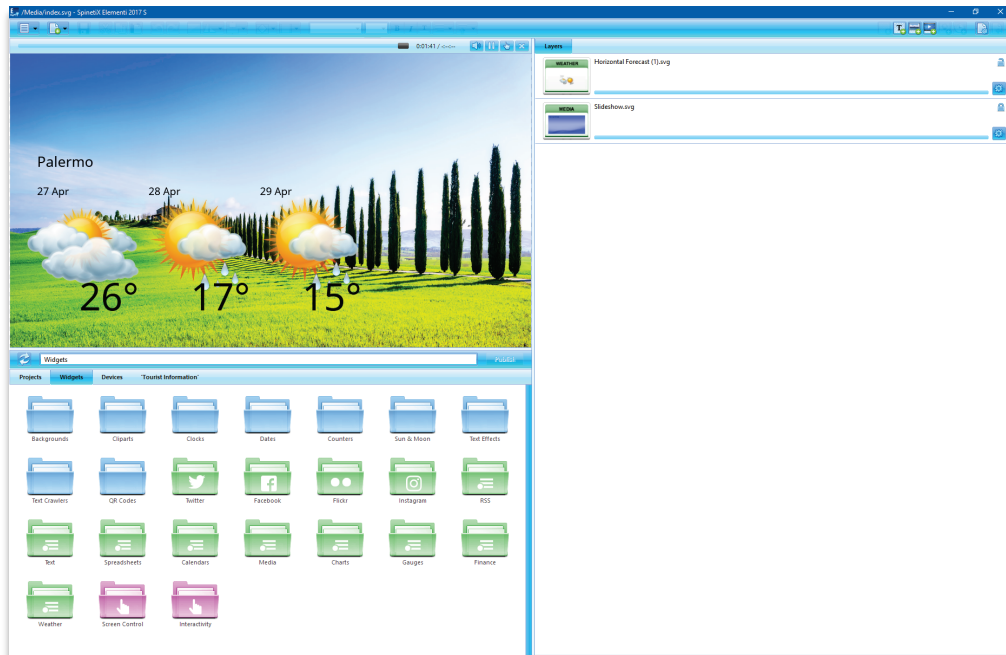 /Media/index.svg - SpinetiX Elementi 2017 S
0:01:41 / --:--:--
Layers
WEATHER
Horizontal Forecast (1).svg
MEDIA
Slideshow.svg
Palermo
27 Apr 28 Apr 29 Apr
26° 17° 15°
Widgets
Publish
Projects Widgets Devices 'Tourist Information'
Backgrounds Cliparts Clocks Dates Counters Sun & Moon Text Effects
Text Crawlers QR Codes Twitter Facebook Flickr Instagram RSS
Text Spreadsheets Calendars Media Charts Gauges Finance
Weather Screen Control Interactivity